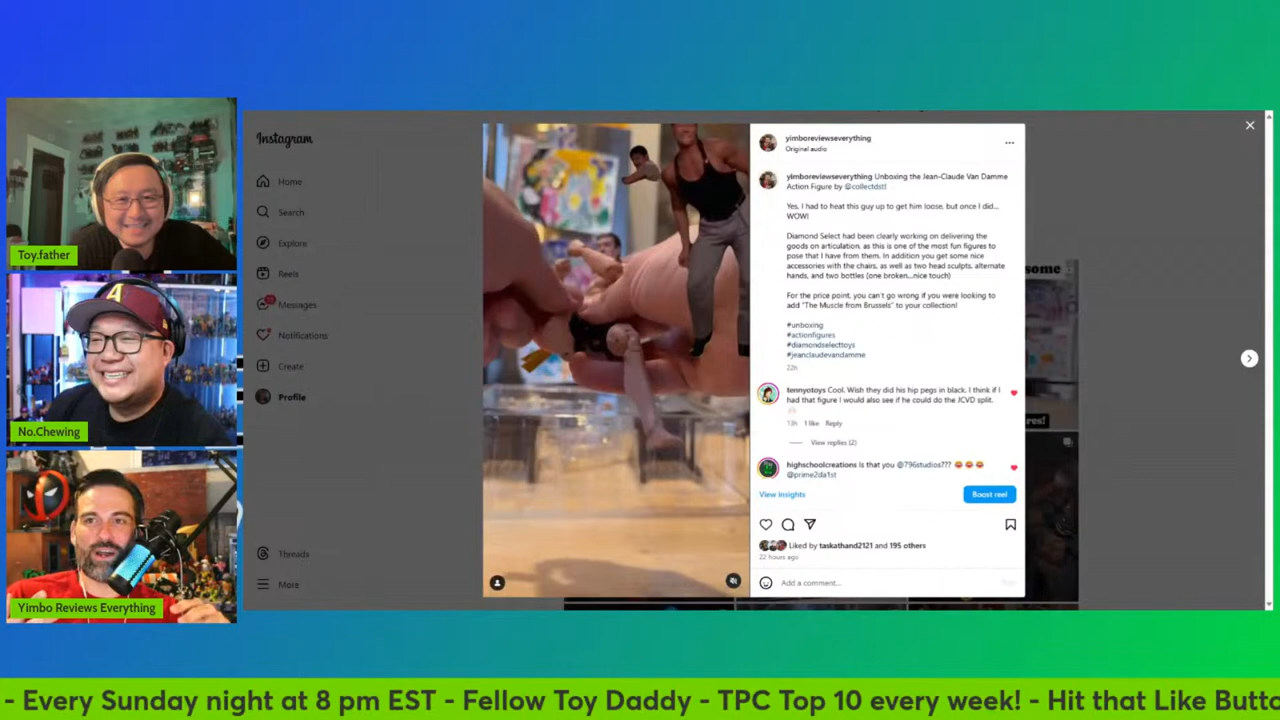 Toy.father
No.Chewing
Yimbo Reviews Everything
Instagram
Home
Search
Explore
Reels
Messages
Notifications
Create
Profile
Threads
More
yimboreviewseverything
Original audio
yimboreviewseverything Unboxing the Jean-Claude Van Damme
Action Figure by @collectdst!
Yes, I had to heat this guy up to get him loose, but once I did...
WOW!
Diamond Select had been clearly working on delivering the
goods on articulation, as this is one of the most fun figures to
pose that I have from them. In addition you get some nice
accessories with the chairs, as well as two head sculpts, alternate
hands, and two bottles (one broken...nice touch)
For the price point, you can't go wrong if you were looking to
add "The Muscle from Brussels" to your collection!
#unboxing
#actionfigures
#diamondselecttoys
#jeanclaudevandamme
22h
tennyotoys Cool. Wish they did his hip pegs in black. I think if I
had that figure I would also see if he could do the JCVD split.
13h 1 like Reply
View replies (2)
highschoolcreations Is that you @796studios???
@prime2da1st
View insights
Boost reel
Liked by taskathand2121 and 195 others
22 hours ago
Add a comment...
- Every Sunday night at 8 pm EST - Fellow Toy Daddy - TPC Top 10 every week! - Hit that Like Butto